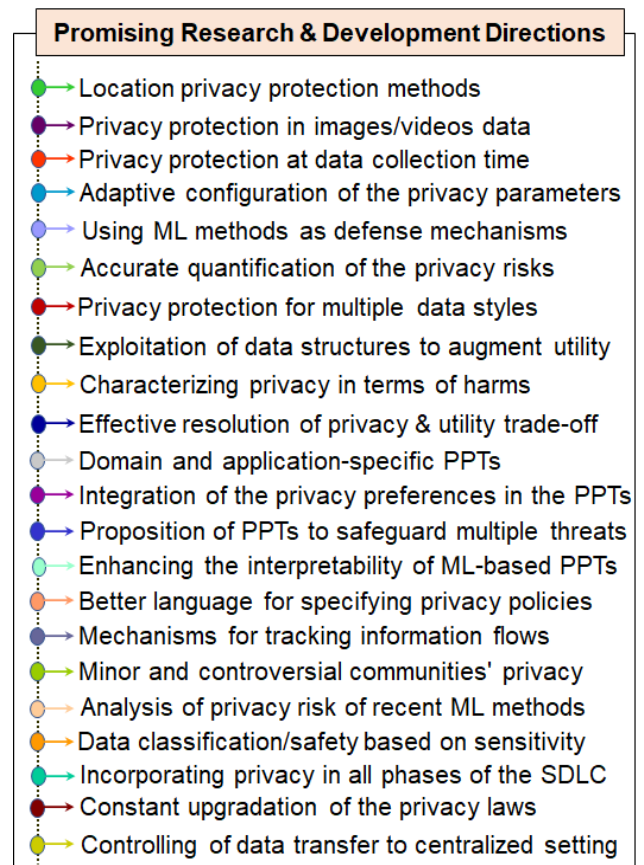 Promising Research & Development Directions
Location privacy protection methods
Privacy protection in images/videos data
Privacy protection at data collection time
Adaptive configuration of the privacy parameters
Using ML methods as defense mechanisms
Accurate quantification of the privacy risks
Privacy protection for multiple data styles
Exploitation of data structures to augment utility
Characterizing privacy in terms of harms
Effective resolution of privacy & utility trade-off
Domain and application-specific PPTs
Integration of the privacy preferences in the PPTs
Proposition of PPTs to safeguard multiple threats
Enhancing the interpretability of ML-based PPTs
Better language for specifying privacy policies
Mechanisms for tracking information flows
Minor and controversial communities' privacy
Analysis of privacy risk of recent ML methods
Data classification/safety based on sensitivity
Incorporating privacy in all phases of the SDLC
Constant upgradation of the privacy laws
Controlling of data transfer to centralized setting